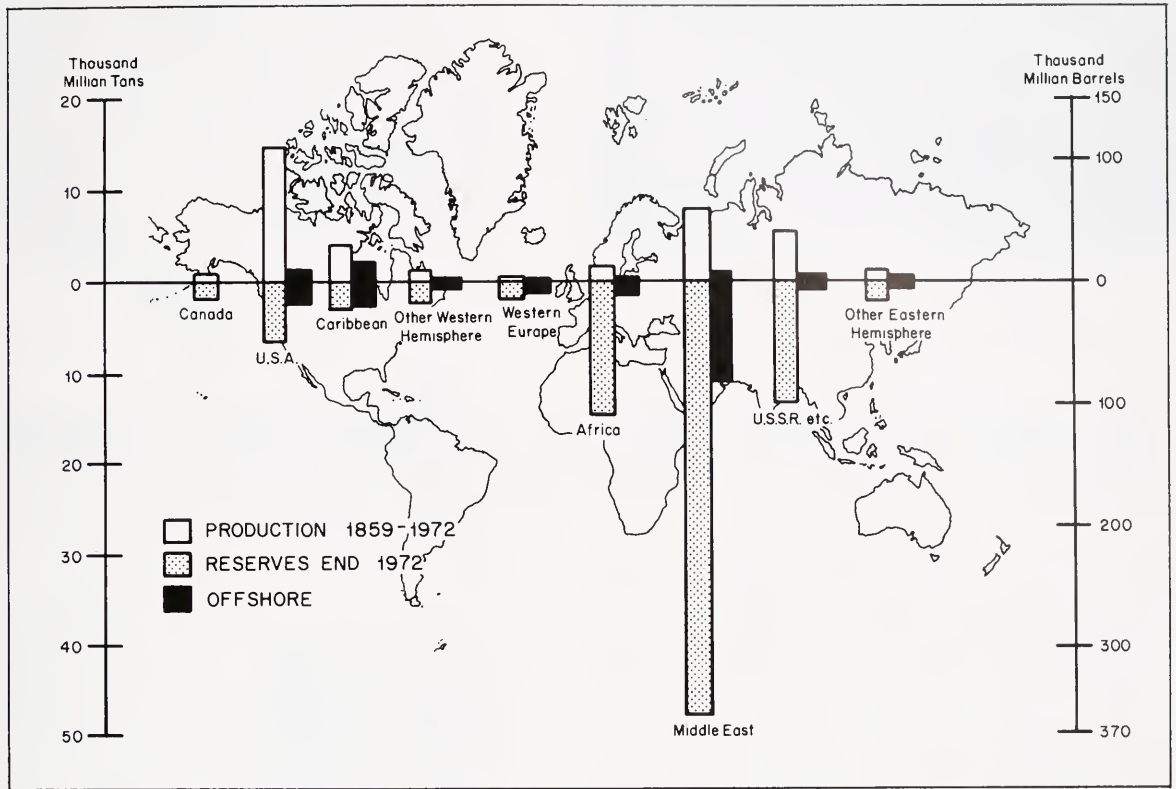 Thousand
Million Tans
20
10
0
10
20
30
40
50
Thousand
Million Barrels
150
100
0
100
200
300
370
Canada
U.S.A.
Caribbean
Other Western
Hemisphere
Western
Europe
Africa
Middle East
U.S.S.R. etc.
Other Eastern
Hemisphere
PRODUCTION 1859-1972
RESERVES END 1972
OFFSHORE